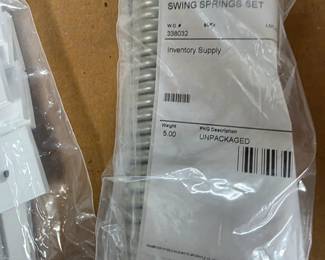 SWING SPRINGS SET
W.O. #
338032
Inventory Supply
Weight PKG Description
5.00 UNPACKAGED